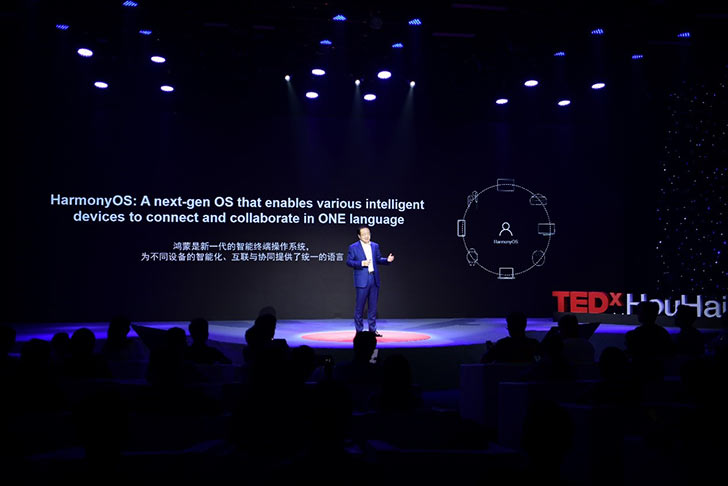 HarmonyOS: A next-gen OS that enables various intelligent
devices to connect and collaborate in ONE language
鸿蒙是新一代的智能终端操作系统,
为不同设备的智能化、互联与协同提供了统一的语言
HarmonyOS
TEDx HouHai